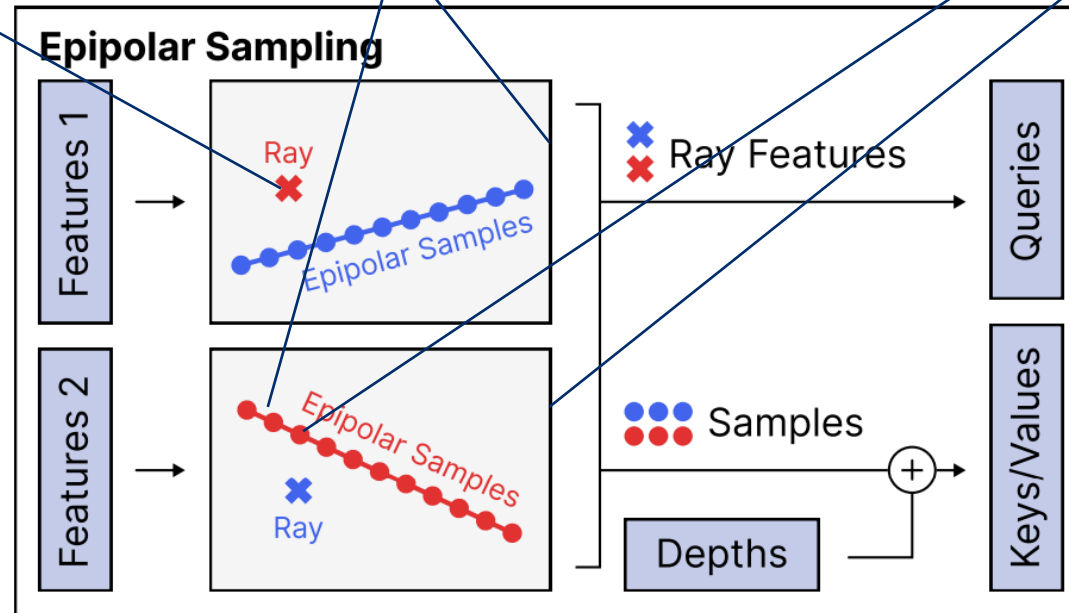 Epipolar Sampling
Features 1
Ray
Epipolar Samples
Ray Features
Queries
Features 2
Epipolar Samples
Ray
Samples
Depths
Keys/Values